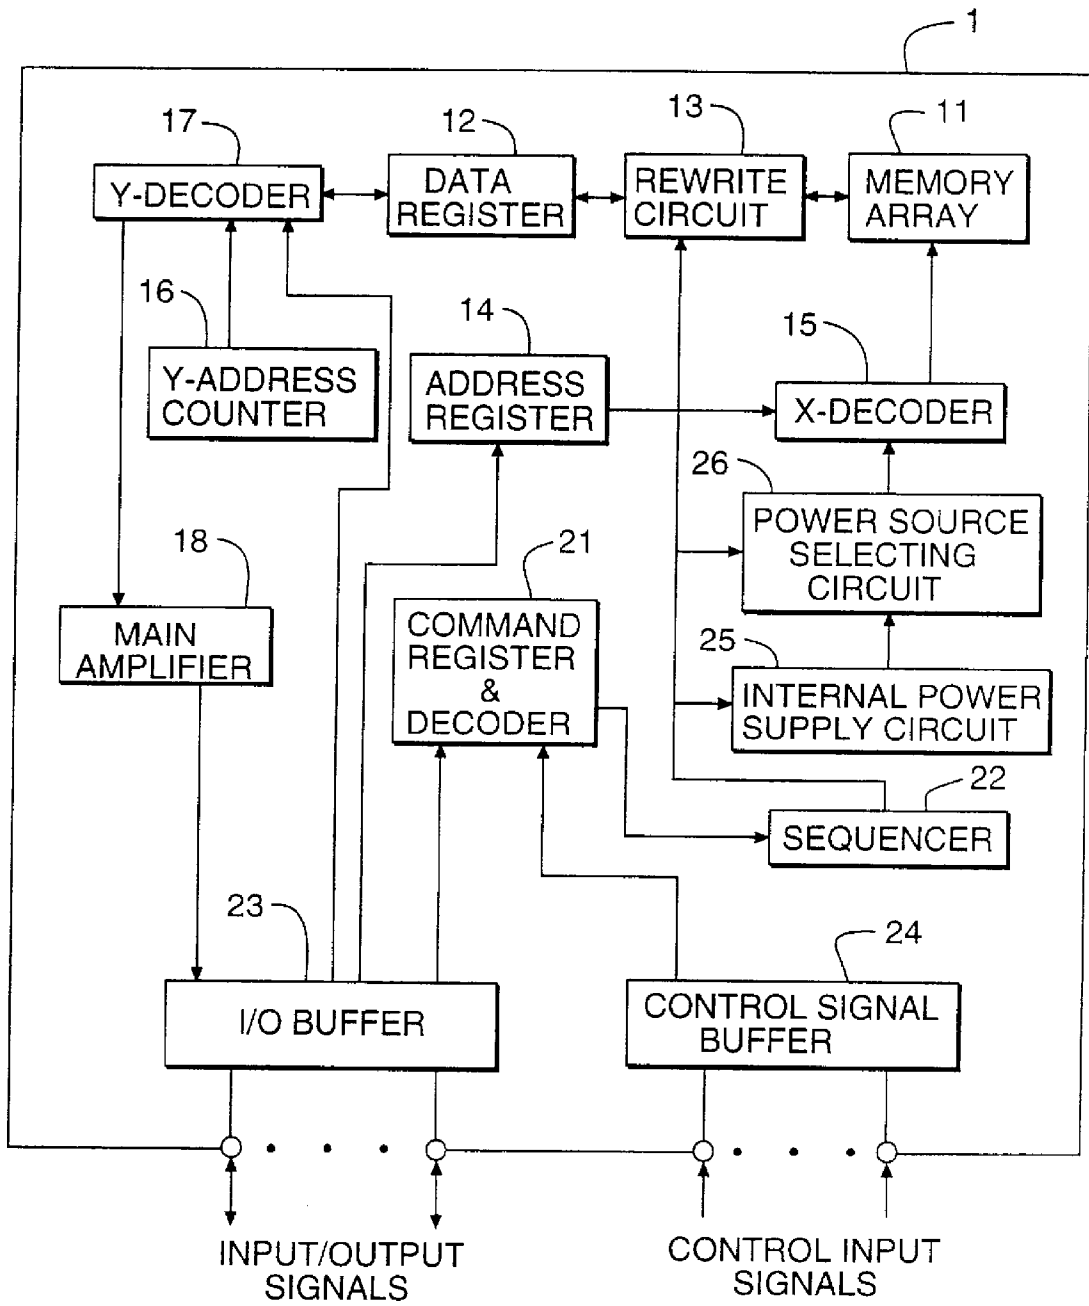 1
17
12
13
11
Y-DECODER
DATA
REGISTER
REWRITE
CIRCUIT
MEMORY
ARRAY
16
14
15
Y-ADDRESS
COUNTER
ADDRESS
REGISTER
X-DECODER
26
POWER SOURCE
SELECTING
CIRCUIT
18
21
MAIN
AMPLIFIER
COMMAND
REGISTER
&
DECODER
25
INTERNAL POWER
SUPPLY CIRCUIT
22
SEQUENCER
23
24
I/O BUFFER
CONTROL SIGNAL
BUFFER
INPUT/OUTPUT
SIGNALS
CONTROL INPUT
SIGNALS